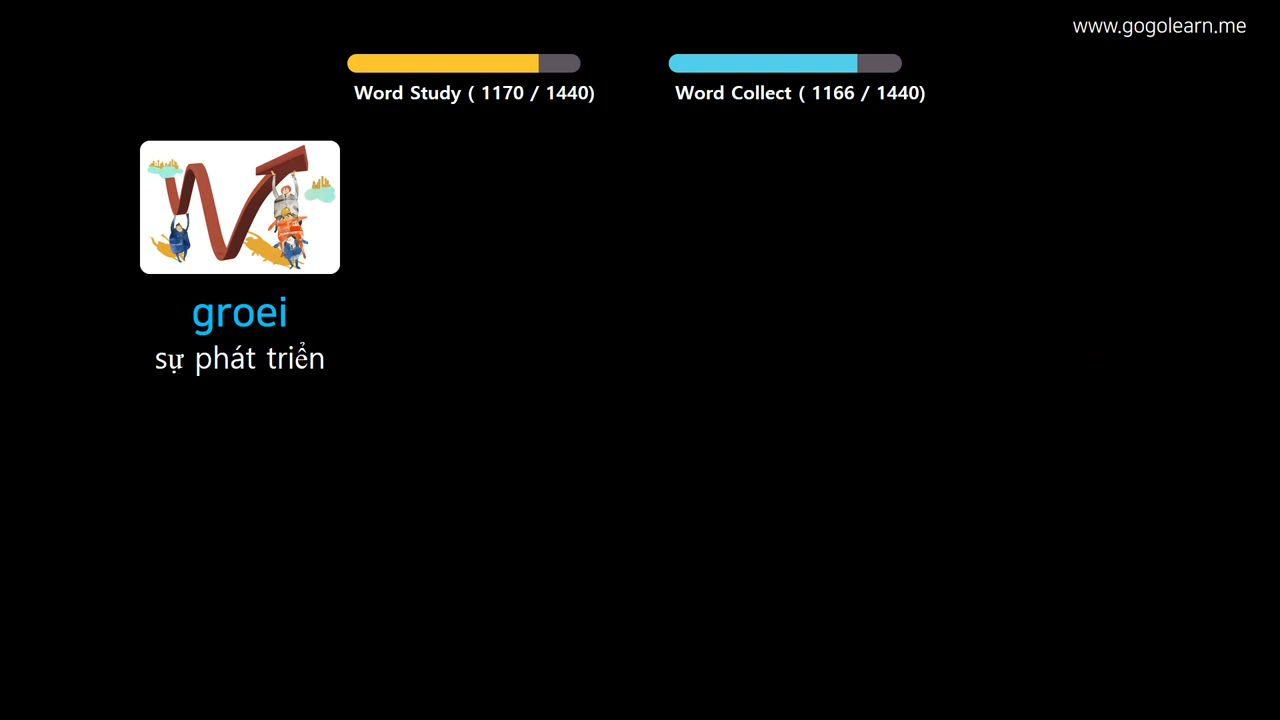 www.gogolearn.me
Word Study ( 1170 / 1440)
Word Collect ( 1166 / 1440)
groei
sự phát triển